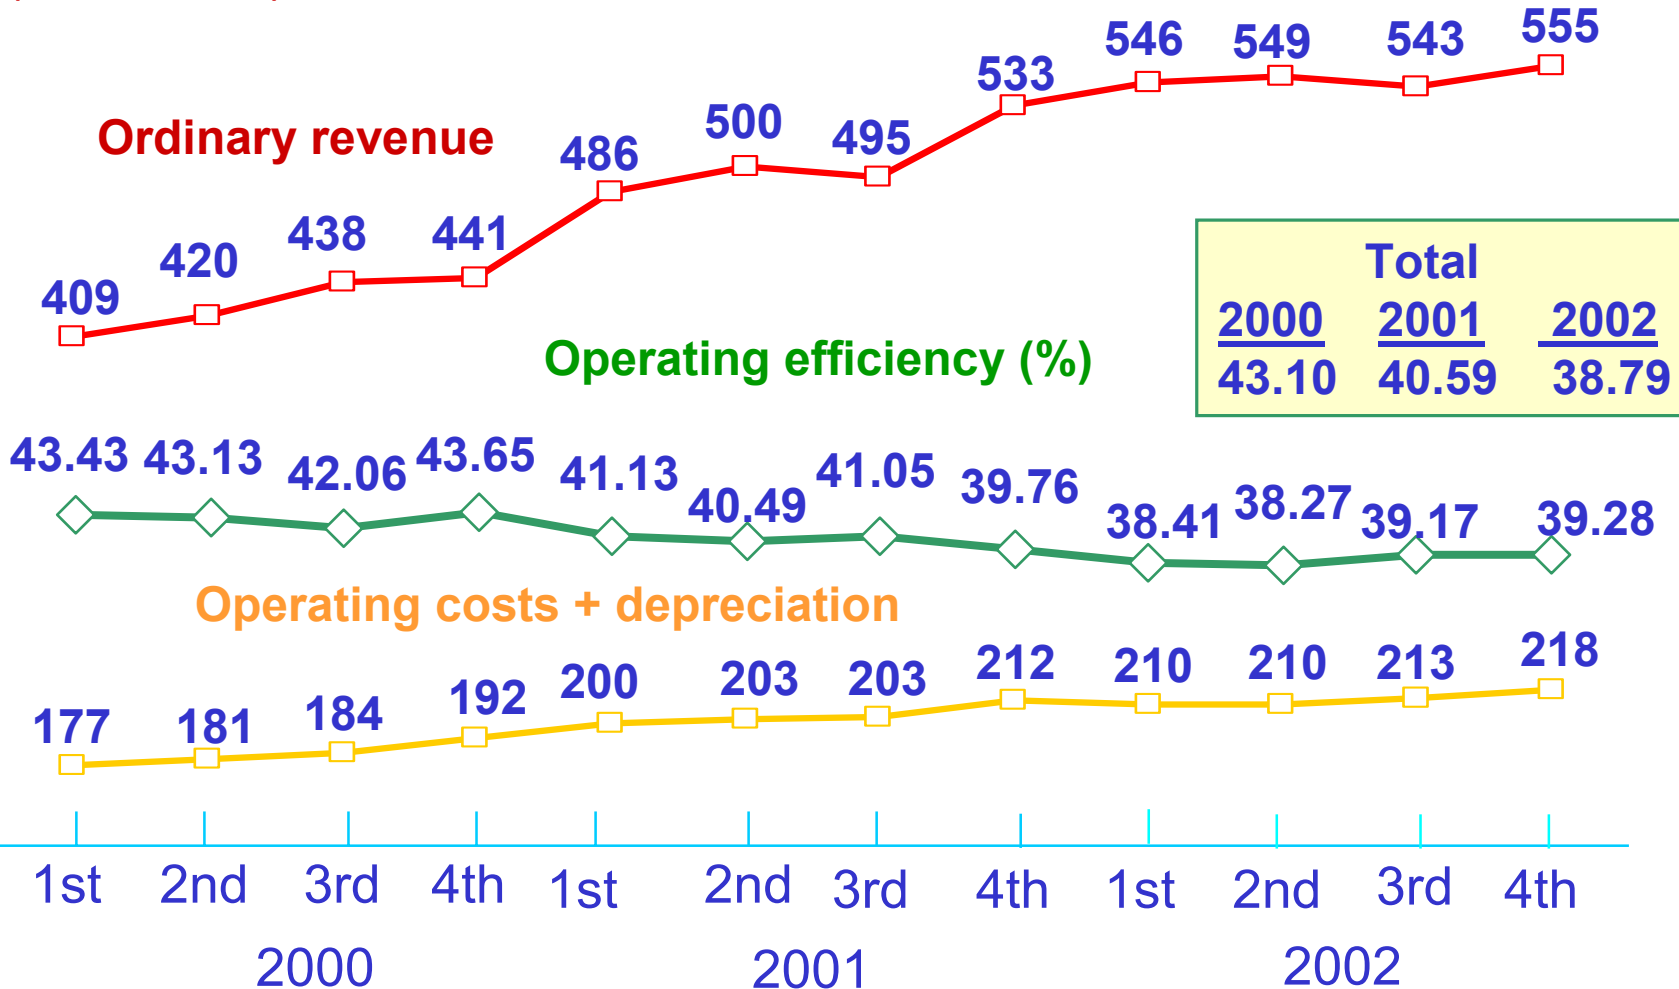 555
546 549 543
533
500
495
486
Ordinary revenue
438 441
420
409
Total
2000 2001 2002
43.10 40.59 38.79
Operating efficiency (%)
43.43 43.13 42.06 43.65 41.13 40.49 41.05 39.76 38.41 38.27 39.17 39.28
Operating costs + depreciation
177 181 184 192 200 203 203 212 210 210 213 218
1st 2nd 3rd 4th 1st 2nd 3rd 4th 1st 2nd 3rd 4th
2000 2001 2002